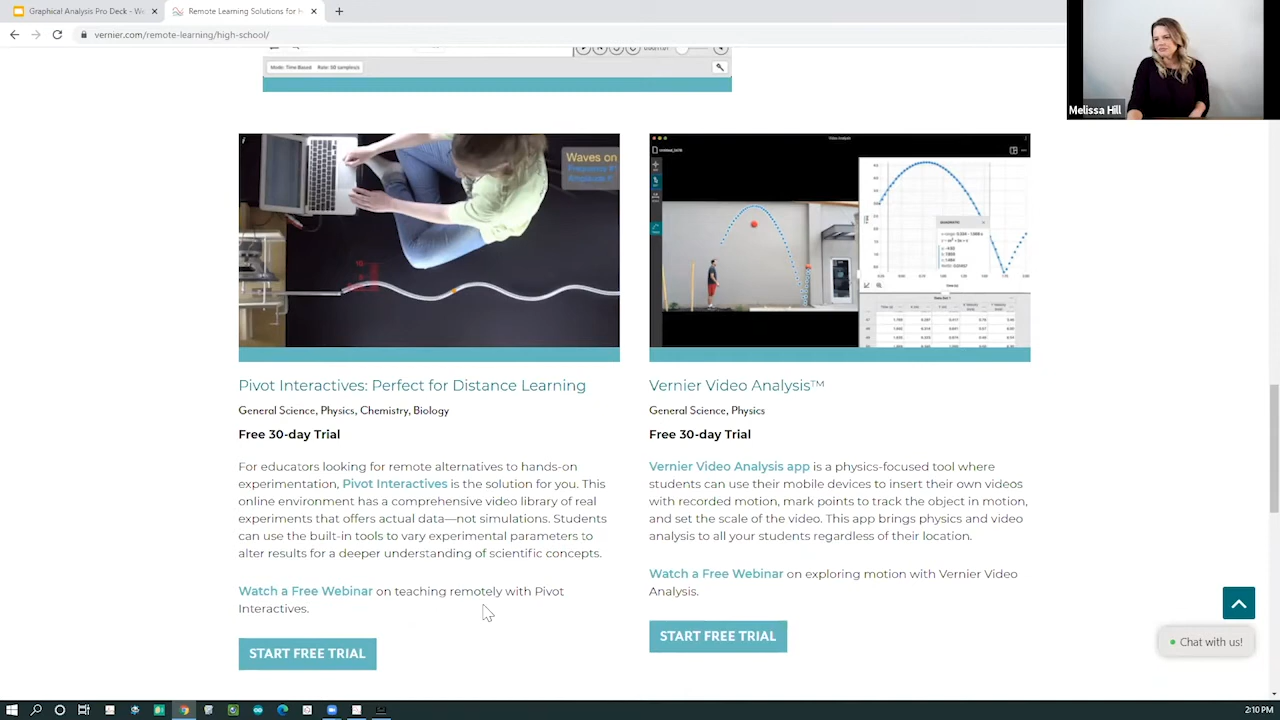 Graphical Analysis Pro Deck - We
Remote Learning Solutions for H
vernier.com/remote-learning/high-school/
Melissa Hill
Mode: Time Based Rate: 50 samples/s
Waves on
Video Analysis
Pivot Interactives: Perfect for Distance Learning
General Science, Physics, Chemistry, Biology
Free 30-day Trial
For educators looking for remote alternatives to hands-on
experimentation, Pivot Interactives is the solution for you. This
online environment has a comprehensive video library of real
experiments that offers actual data—not simulations. Students
can use the built-in tools to vary experimental parameters to
alter results for a deeper understanding of scientific concepts.
Watch a Free Webinar on teaching remotely with Pivot
Interactives.
START FREE TRIAL
Vernier Video Analysis™
General Science, Physics
Free 30-day Trial
Vernier Video Analysis app is a physics-focused tool where
students can use their mobile devices to insert their own videos
with recorded motion, mark points to track the object in motion,
and set the scale of the video. This app brings physics and video
analysis to all your students regardless of their location.
Watch a Free Webinar on exploring motion with Vernier Video
Analysis.
START FREE TRIAL
Chat with us!
2:10 PM